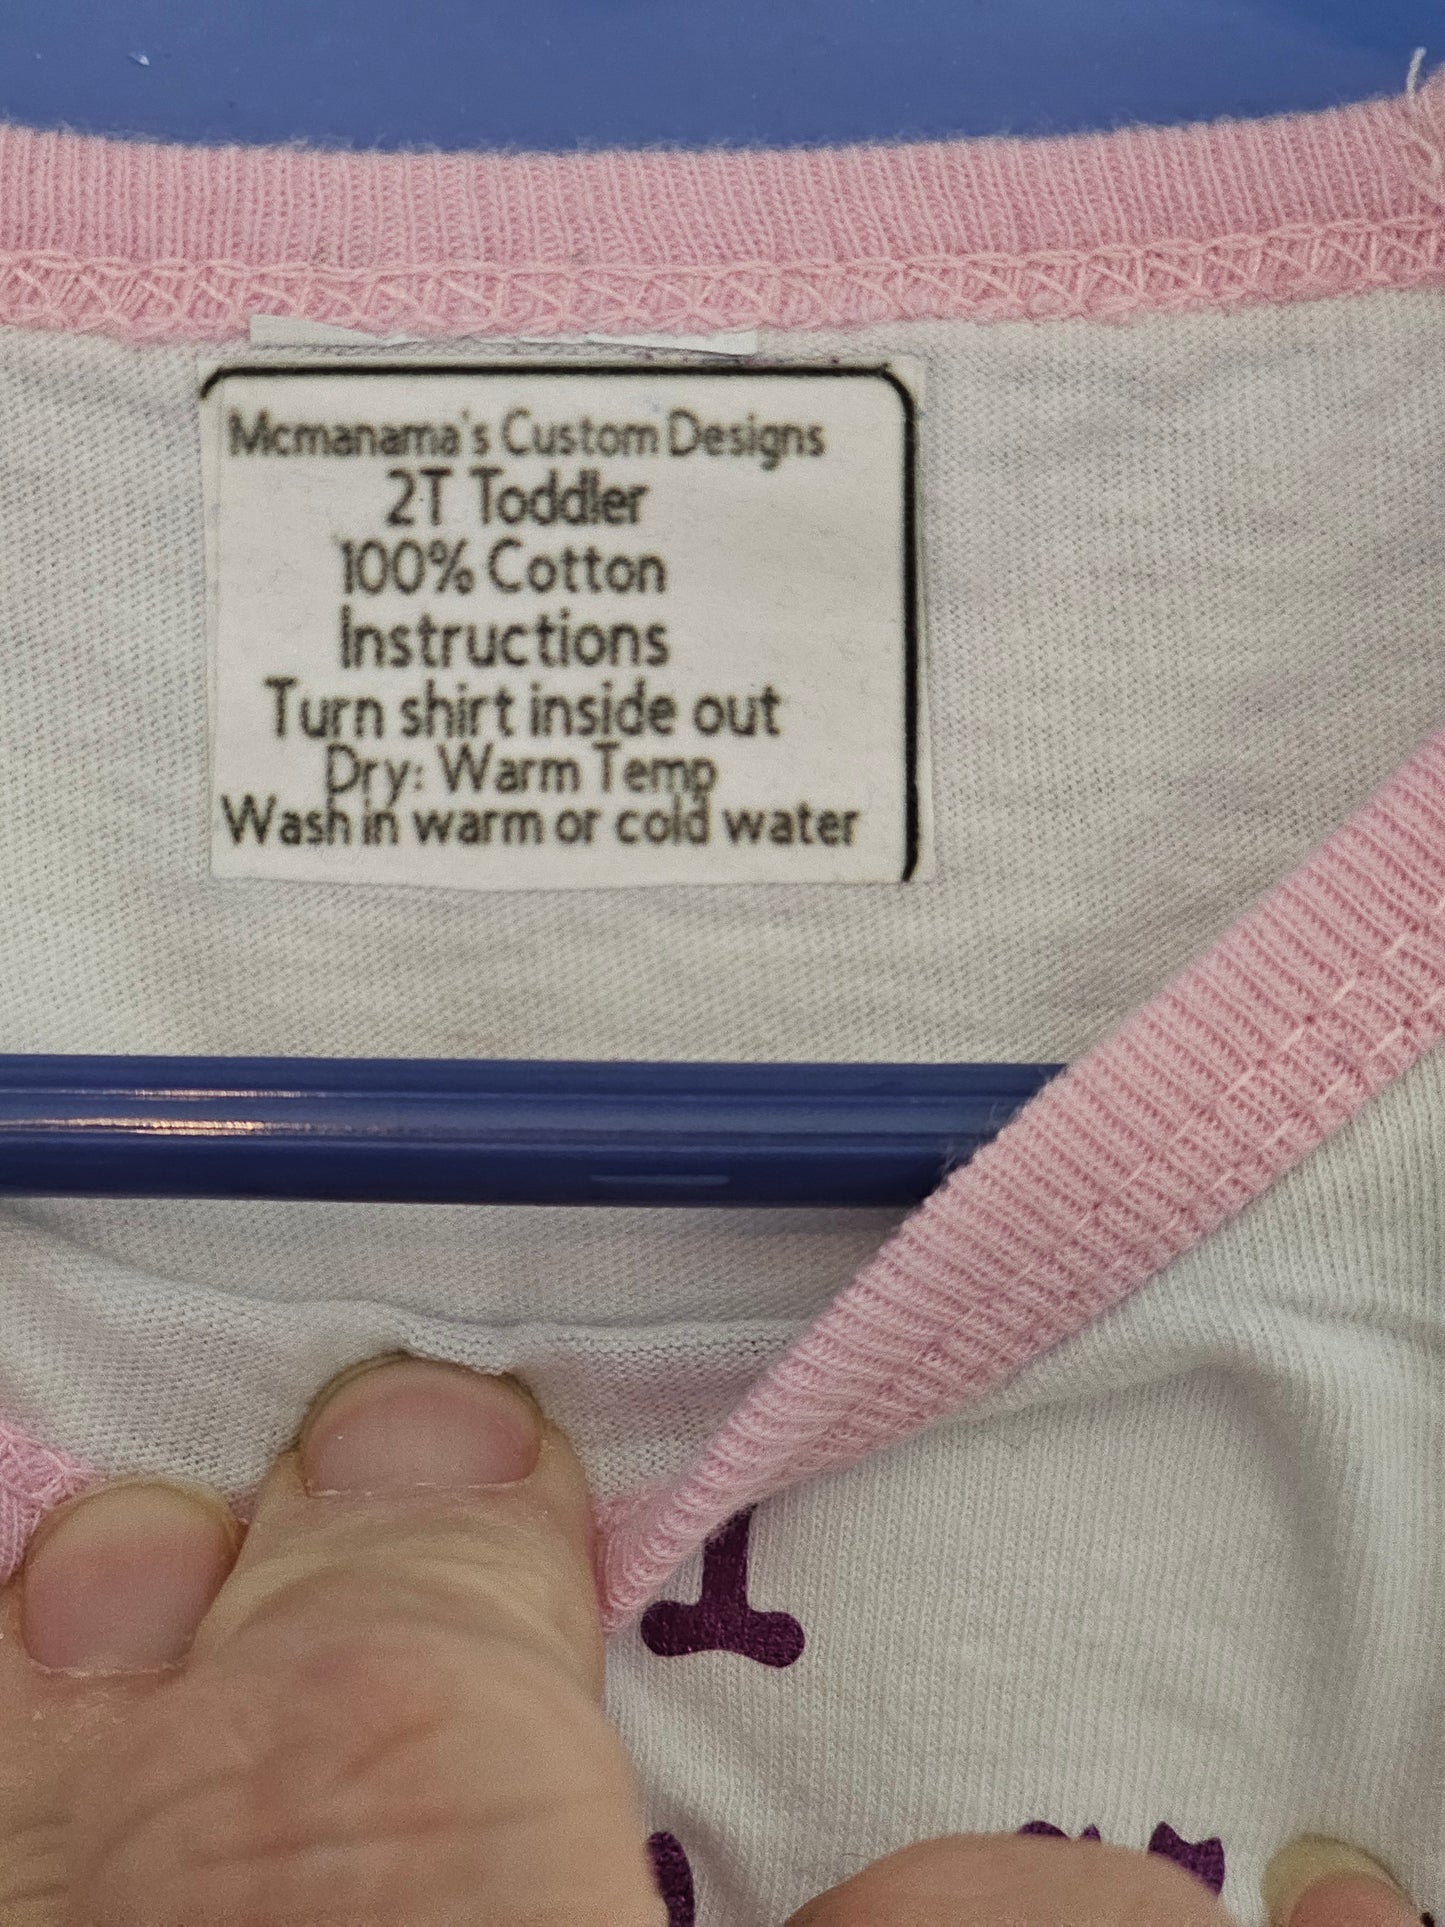 Mcmanama's Custom Designs
2T Toddler
100% Cotton
Instructions
Turn shirt inside out
Dry: Warm Temp
Wash in warm or cold water